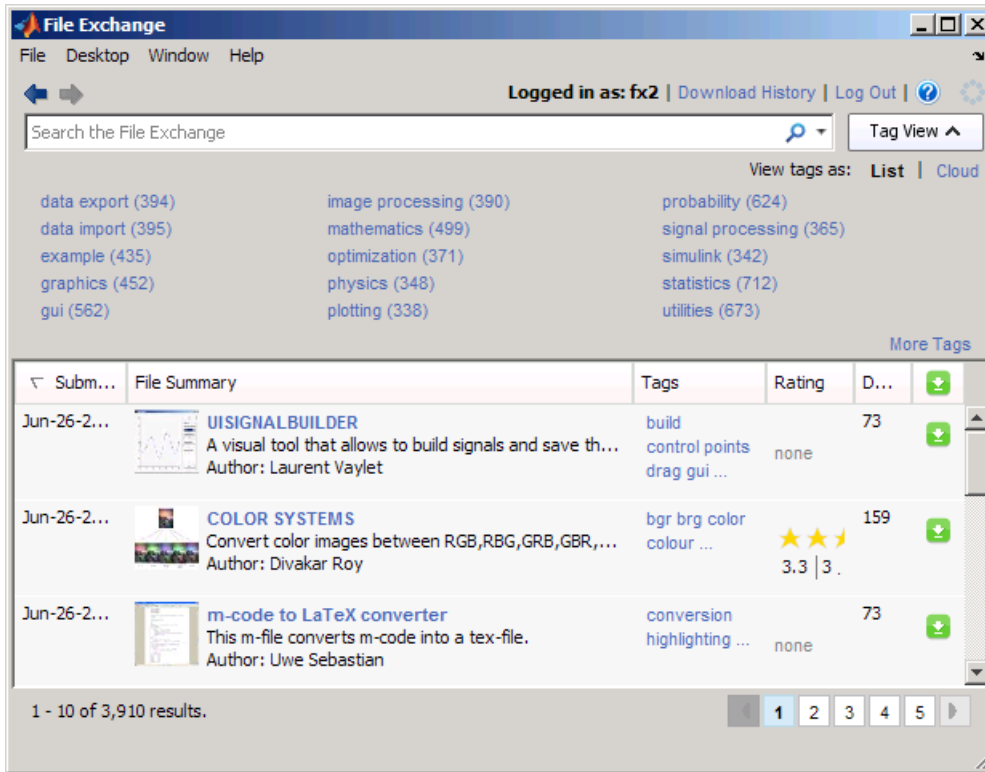 File Exchange
File Desktop Window Help
Logged in as: fx2 | Download History | Log Out | ?
Search the File Exchange
Tag View
View tags as: List | Cloud
data export (394) image processing (390) probability (624)
data import (395) mathematics (499) signal processing (365)
example (435) optimization (371) simulink (342)
graphics (452) physics (348) statistics (712)
gui (562) plotting (338) utilities (673)
More Tags
Subm... File Summary Tags Rating D...
Jun-26-2... UISIGNALBUILDER build 73
A visual tool that allows to build signals and save th... control points none
Author: Laurent Vaylet drag gui ...
Jun-26-2... COLOR SYSTEMS bgr brg color 159
Convert color images between RGB,RBG,GRB,GBR,... colour ...
Author: Divakar Roy 3.3 | 3
Jun-26-2... m-code to LaTeX converter conversion 73
This m-file converts m-code into a tex-file. highlighting ... none
Author: Uwe Sebastian
1 - 10 of 3,910 results. 1 2 3 4 5